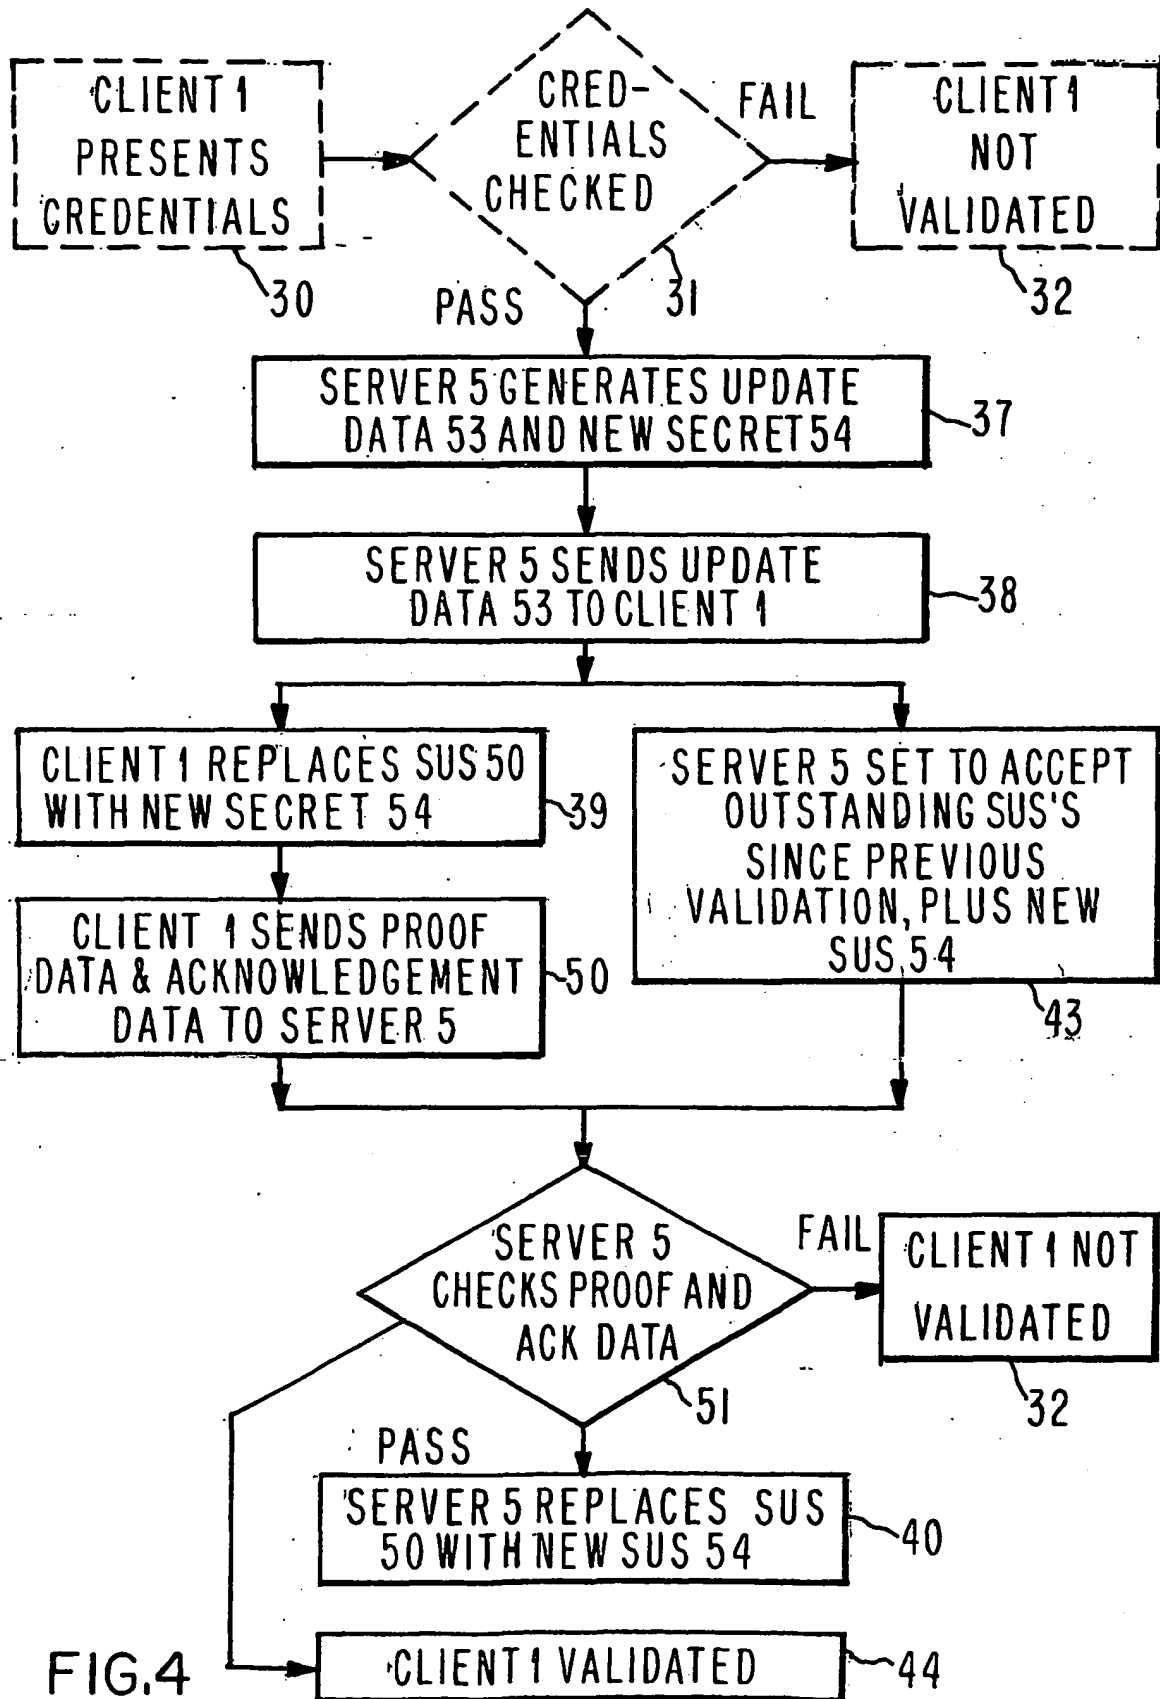 CLIENT 1
PRESENTS
CREDENTIALS
30
CRED-
ENTIALS
CHECKED
31
FAIL
CLIENT 1
NOT
VALIDATED
32
PASS
SERVER 5 GENERATES UPDATE
DATA 53 AND NEW SECRET 54
37
SERVER 5 SENDS UPDATE
DATA 53 TO CLIENT 1
38
CLIENT 1 REPLACES SUS 50
WITH NEW SECRET 54
39
SERVER 5 SET TO ACCEPT
OUTSTANDING SUS'S
SINCE PREVIOUS
VALIDATION, PLUS NEW
SUS 54
43
CLIENT 1 SENDS PROOF
DATA & ACKNOWLEDGEMENT
DATA TO SERVER 5
50
SERVER 5
CHECKS PROOF AND
ACK DATA
51
FAIL
CLIENT 1 NOT
VALIDATED
32
PASS
SERVER 5 REPLACES SUS
50 WITH NEW SUS 54
40
CLIENT 1 VALIDATED
44
FIG.4